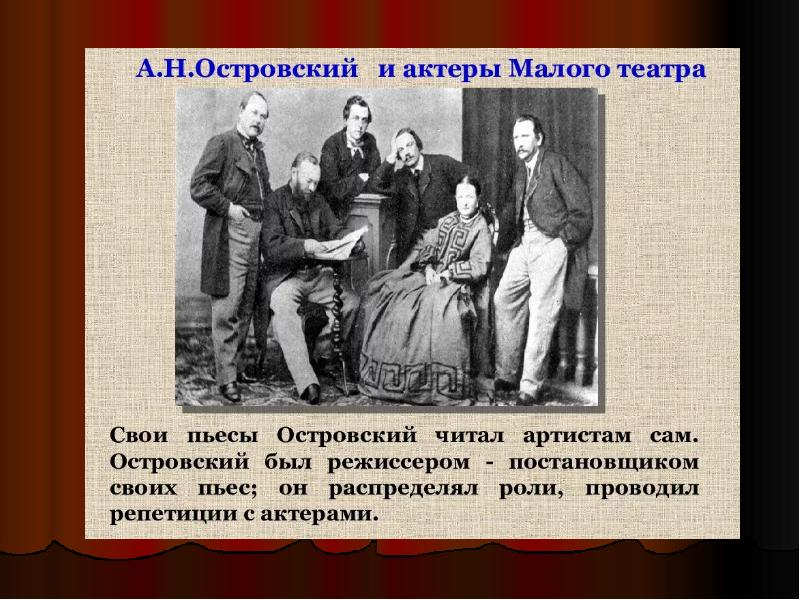 А.Н.Островский и актеры Малого театра
Свои пьесы Островский читал артистам сам.
Островский был режиссером - постановщиком
своих пьес; он распределял роли, проводил
репетиции с актерами.